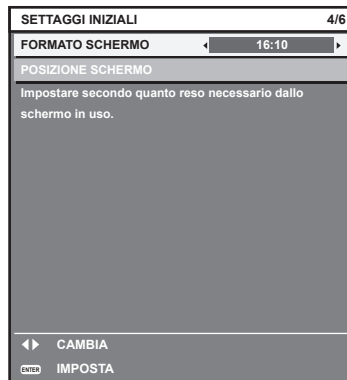 SETTAGGI INIZIALI 4/6
FORMATO SCHERMO 16:10
POSIZIONE SCHERMO
Impostare secondo quanto reso necessario dallo
schermo in uso.
CAMBIA
ENTER IMPOSTA